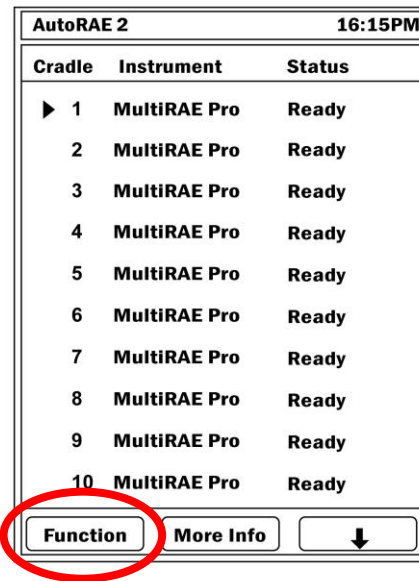 AutoRAE 2 16:15PM
Cradle Instrument Status
1 MultiRAE Pro Ready
2 MultiRAE Pro Ready
3 MultiRAE Pro Ready
4 MultiRAE Pro Ready
5 MultiRAE Pro Ready
6 MultiRAE Pro Ready
7 MultiRAE Pro Ready
8 MultiRAE Pro Ready
9 MultiRAE Pro Ready
10 MultiRAE Pro Ready
Function More Info